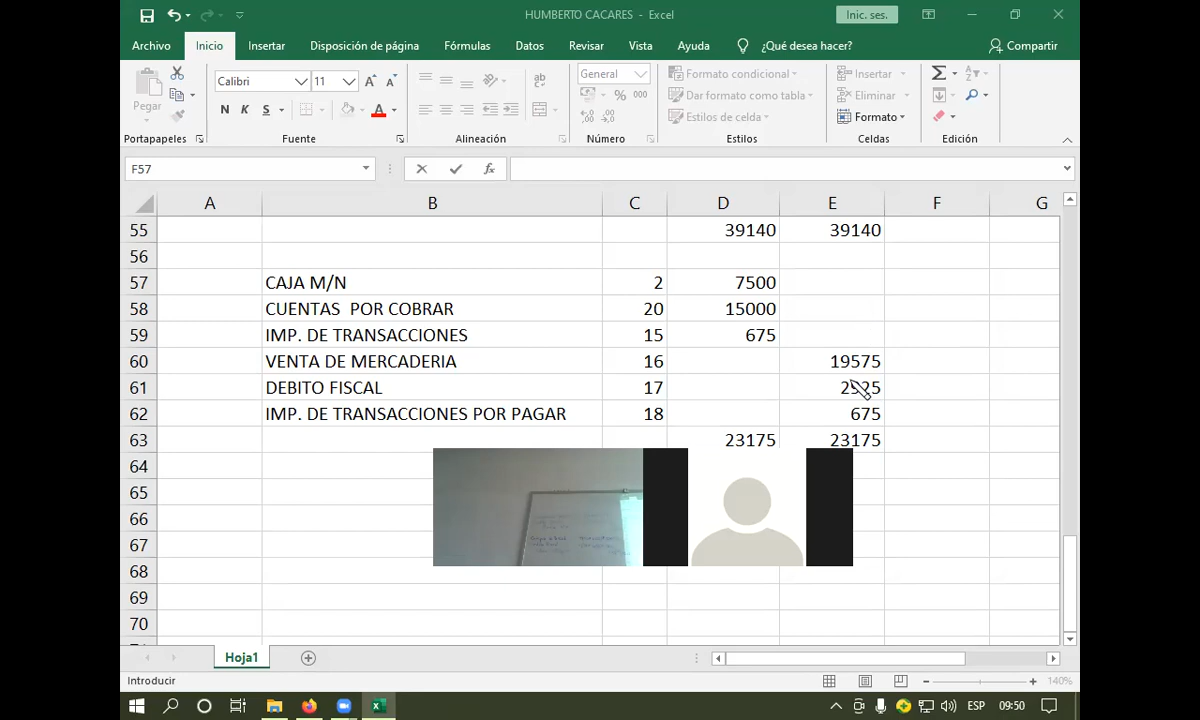 HUMBERTO CACARES - Excel
Inic. ses.
Archivo Inicio Insertar Disposición de página Fórmulas Datos Revisar Vista Ayuda ¿Qué desea hacer? Compartir
Pegar
Calibri 11
N K S
General
% 000
Formato condicional
Dar formato como tabla
Estilos de celda
Insertar
Eliminar
Formato
Portapapeles Fuente Alineación Número Estilos Celdas Edición
F57 fx
A B C D E F G
55 39140 39140
56
57 CAJA M/N 2 7500
58 CUENTAS POR COBRAR 20 15000
59 IMP. DE TRANSACCIONES 15 675
60 VENTA DE MERCADERIA 16 19575
61 DEBITO FISCAL 17 2925
62 IMP. DE TRANSACCIONES POR PAGAR 18 675
63 23175 23175
64
65
66
67
68
69
70
Hoja1
Introducir 140%
ESP 09:50